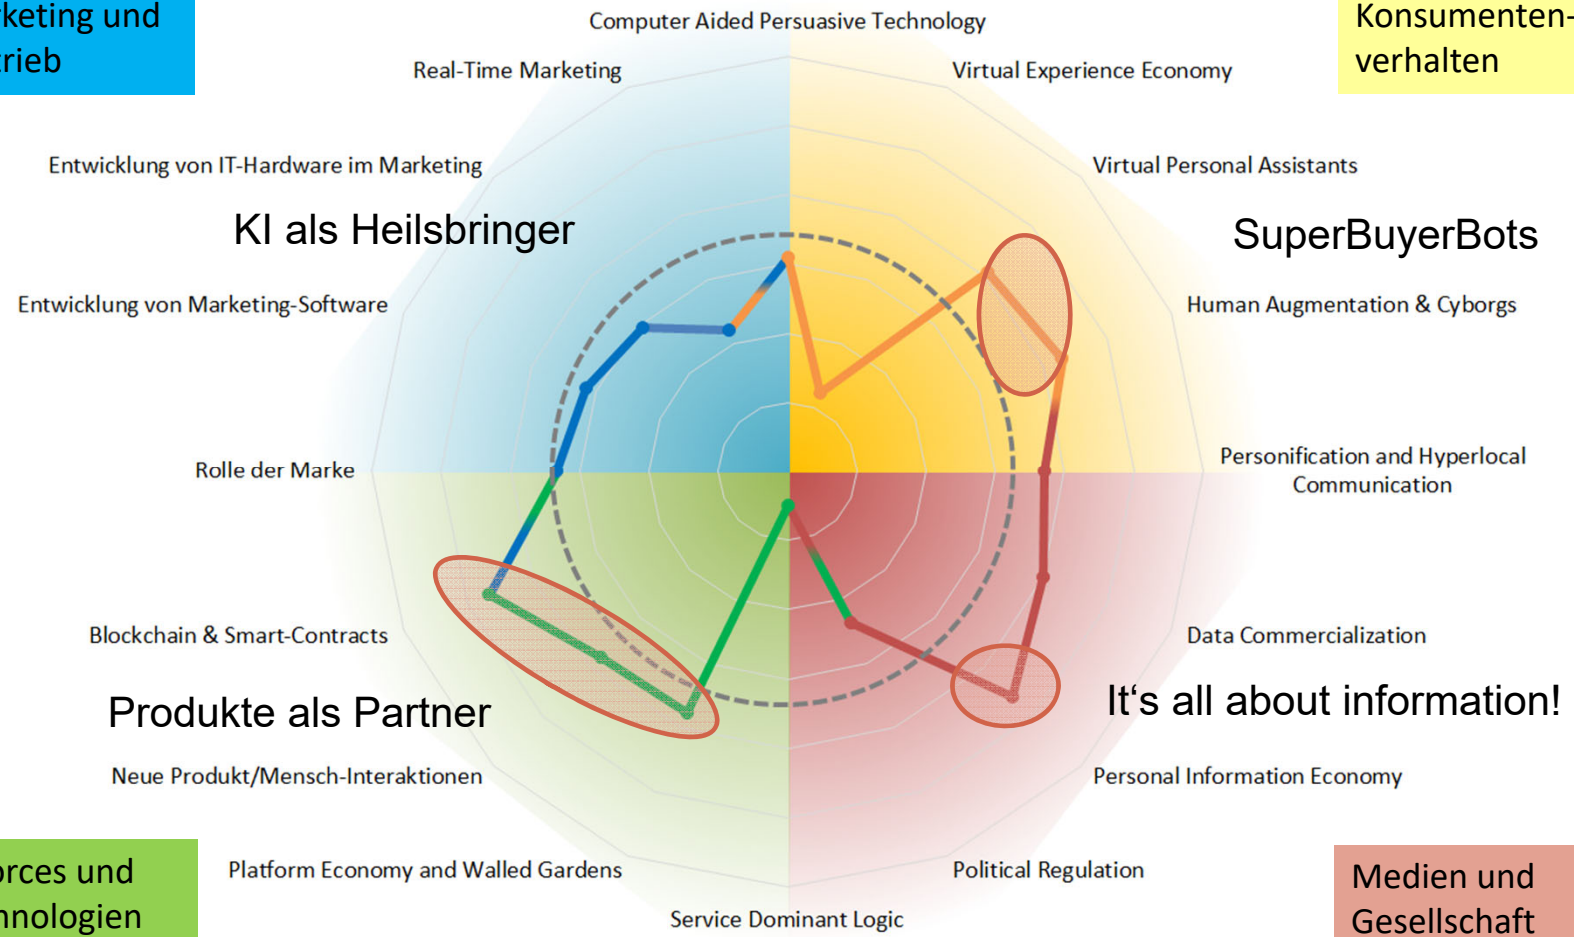 keting und
trieb
Computer Aided Persuasive Technology
Konsumenten-
verhalten
Real-Time Marketing
Virtual Experience Economy
Entwicklung von IT-Hardware im Marketing
Virtual Personal Assistants
KI als Heilsbringer
SuperBuyerBots
Entwicklung von Marketing-Software
Human Augmentation & Cyborgs
Rolle der Marke
Personification and Hyperlocal
Communication
Blockchain & Smart-Contracts
Data Commercialization
Produkte als Partner
It's all about information!
Neue Produkt/Mensch-Interaktionen
Personal Information Economy
Platform Economy and Walled Gardens
Political Regulation
Service Dominant Logic
orces und
hnologien
Medien und
Gesellschaft